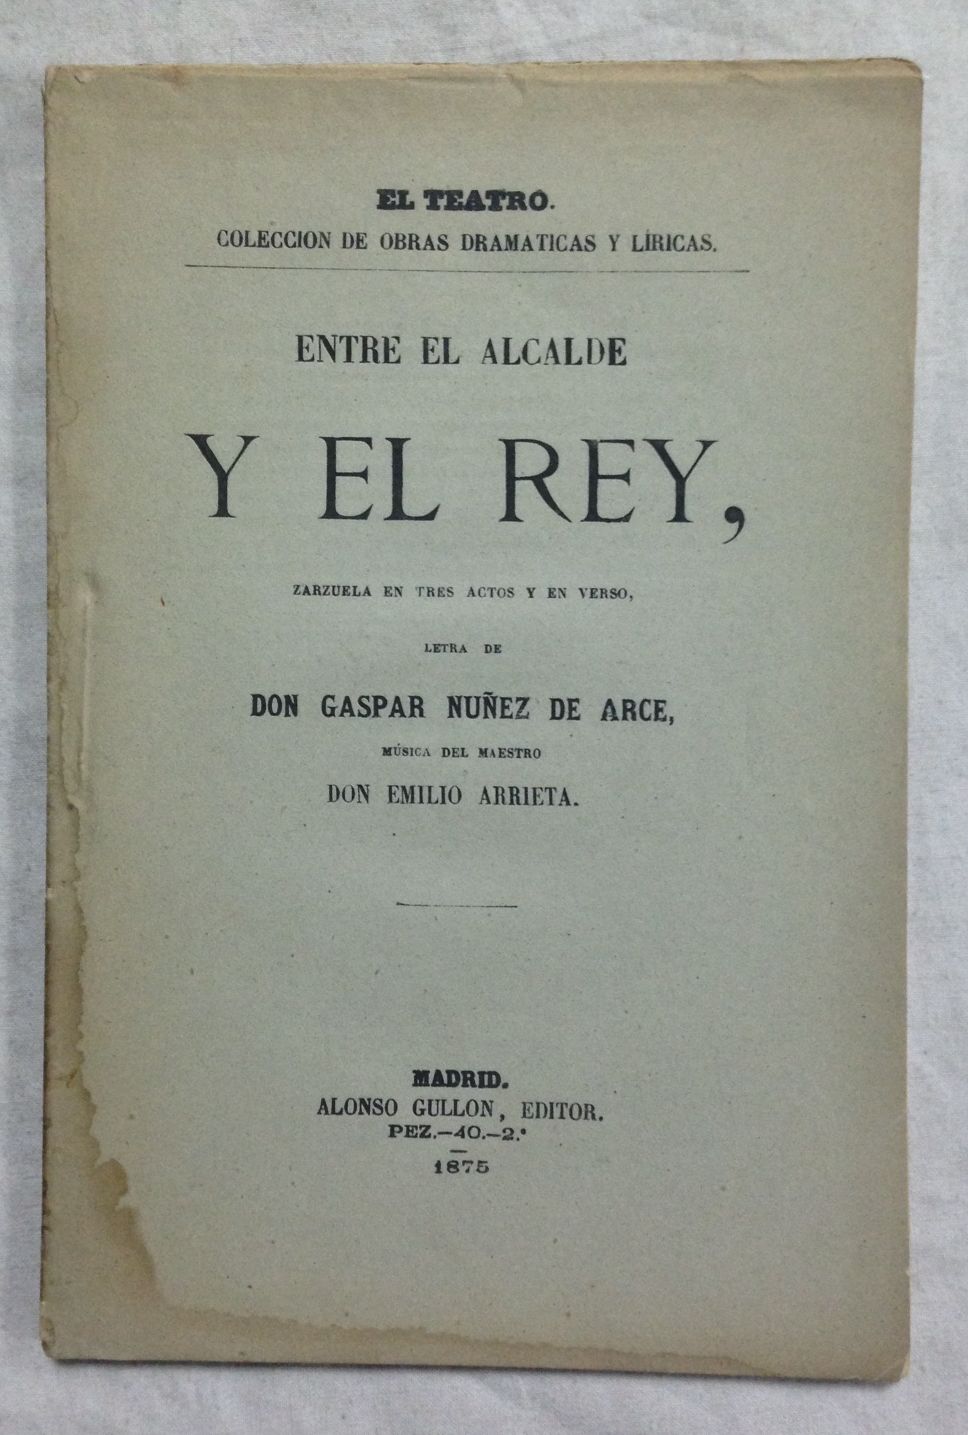 EL TEATRO.
COLECCION DE OBRAS DRAMATICAS Y LÍRICAS.
ENTRE EL ALCALDE
Y EL REY,
ZARZUELA EN TRES ACTOS Y EN VERSO,
LETRA DE
DON GASPAR NUÑEZ DE ARCE,
MÚSICA DEL MAESTRO
DON EMILIO ARRIETA.
MADRID.
ALONSO GULLON, EDITOR.
PEZ.—40.—2.º
1875